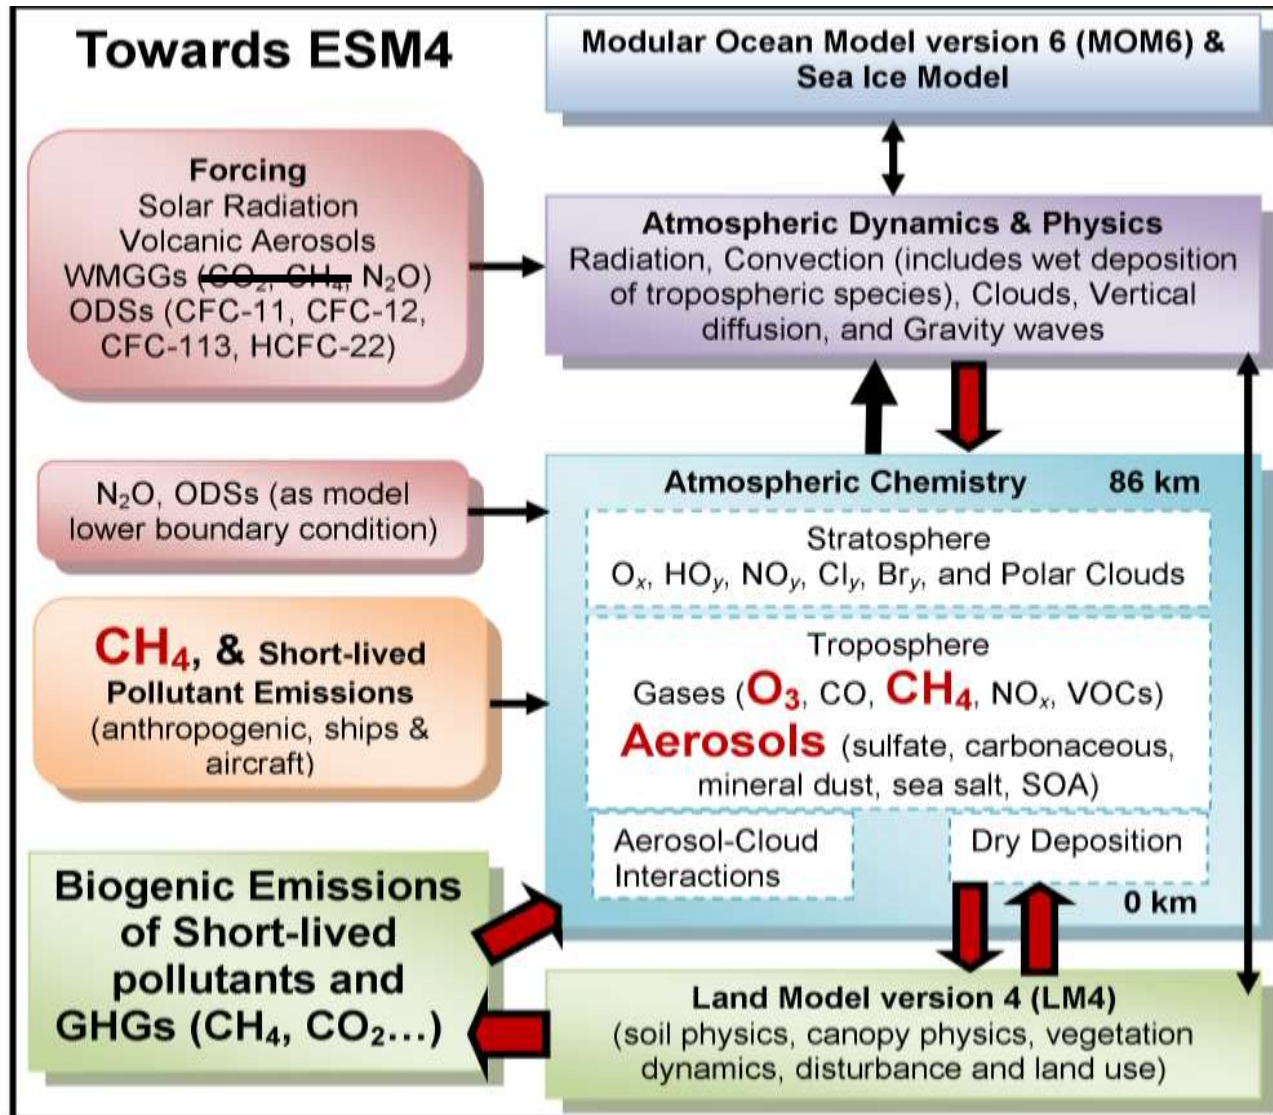 Towards ESM4
Modular Ocean Model version 6 (MOM6) &
Sea Ice Model
Forcing
Solar Radiation
Volcanic Aerosols
WMGGs (CO₂, CH₄, N₂O)
ODSs (CFC-11, CFC-12,
CFC-113, HCFC-22)
Atmospheric Dynamics & Physics
Radiation, Convection (includes wet deposition
of tropospheric species), Clouds, Vertical
diffusion, and Gravity waves
N₂O, ODSs (as model
lower boundary condition)
Atmospheric Chemistry 86 km
Stratosphere
Oₓ, HOᵧ, NOᵧ, Clᵧ, Brᵧ, and Polar Clouds
CH₄, & Short-lived
Pollutant Emissions
(anthropogenic, ships &
aircraft)
Troposphere
Gases (O₃, CO, CH₄, NOₓ, VOCs)
Aerosols (sulfate, carbonaceous,
mineral dust, sea salt, SOA)
Aerosol-Cloud
Interactions
Dry Deposition
0 km
Biogenic Emissions
of Short-lived
pollutants and
GHGs (CH₄, CO₂...)
Land Model version 4 (LM4)
(soil physics, canopy physics, vegetation
dynamics, disturbance and land use)